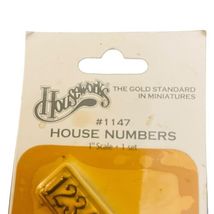 Houseworks
THE GOLD STANDARD
IN MINIATURES
#1147
HOUSE NUMBERS
1" Scale • 1 set
123